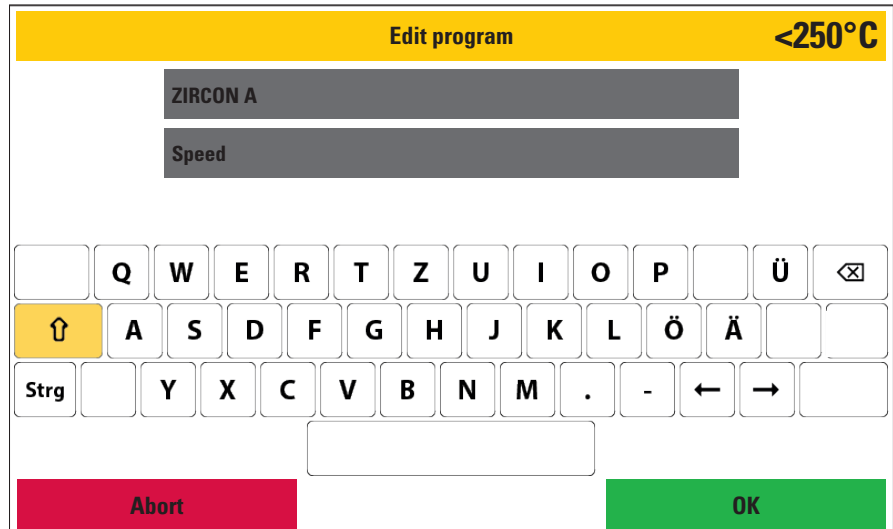 Edit program <250°C
ZIRCON A
Speed
Q W E R T Z U I O P Ü ⌫
⇧ A S D F G H J K L Ö Ä
Strg Y X C V B N M . - ← →
Abort OK